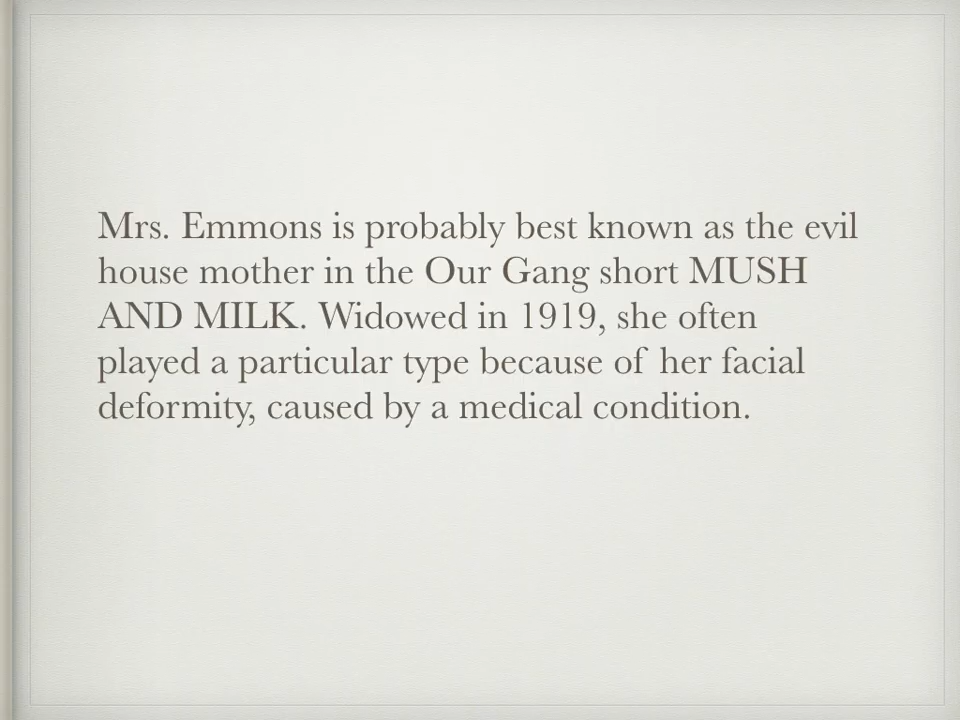 Mrs. Emmons is probably best known as the evil
house mother in the Our Gang short MUSH
AND MILK. Widowed in 1919, she often
played a particular type because of her facial
deformity, caused by a medical condition.